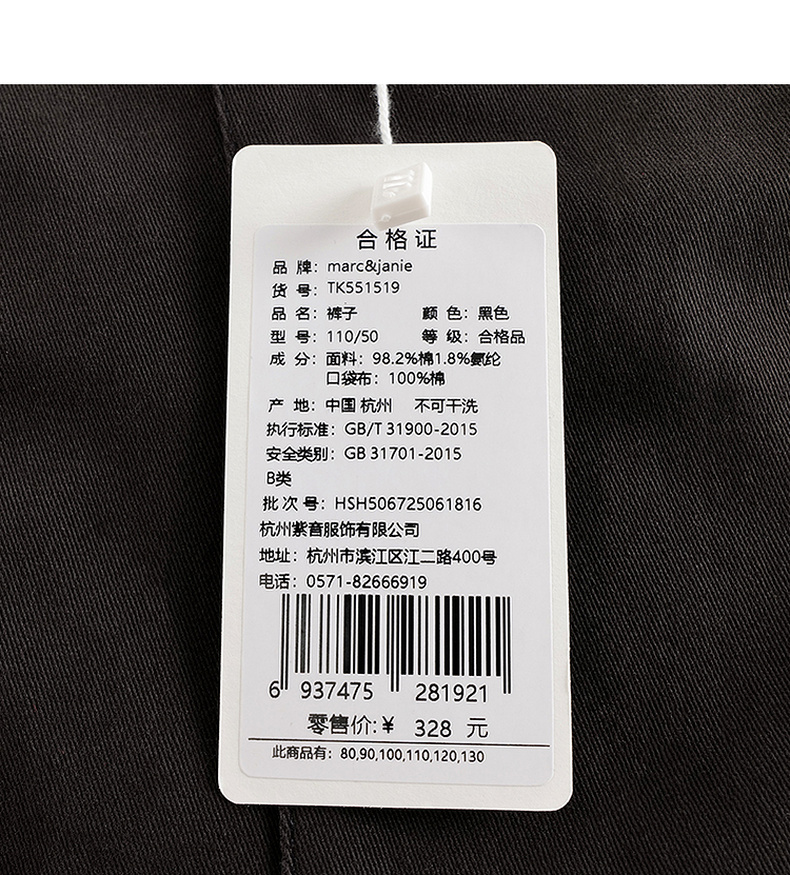 合格证
品 牌：marc&janie
货 号：TK551519
品 名：裤子 颜 色：黑色
型 号：110/50 等 级：合格品
成 分：面料：98.2%棉1.8%氨纶
口袋布：100%棉
产 地：中国 杭州 不可干洗
执行标准：GB/T 31900-2015
安全类别：GB 31701-2015
B类
批 次 号：HSH506725061816
杭州紫音服饰有限公司
地址：杭州市滨江区江二路400号
电话：0571-82666919
6 937475 281921
零售价:¥ 328 元
此商品有：80,90,100,110,120,130